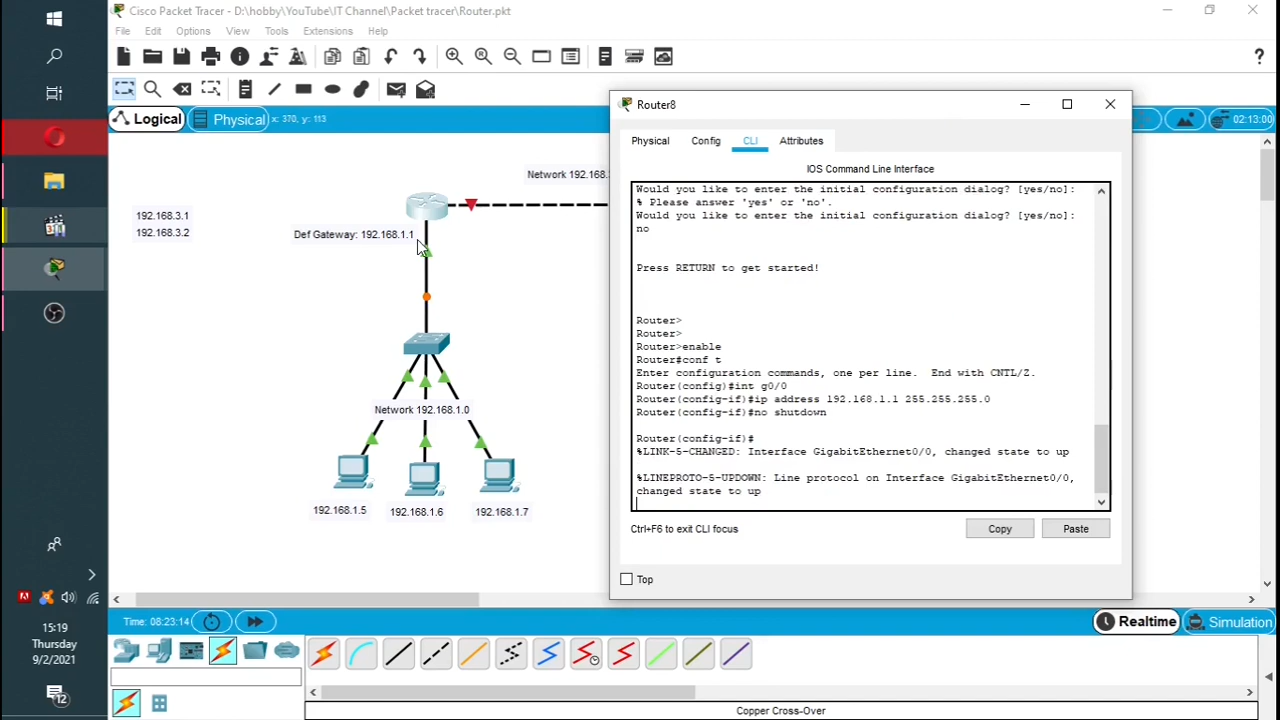 Cisco Packet Tracer - D:\hobby\YouTube\IT Channel\Packet tracer\Router.pkt
File Edit Options View Tools Extensions Help
Logical Physical x: 370, y: 113
02:13:00
Router8
Physical Config CLI Attributes
IOS Command Line Interface
Would you like to enter the initial configuration dialog? [yes/no]:
% Please answer 'yes' or 'no'.
Would you like to enter the initial configuration dialog? [yes/no]:
no
Press RETURN to get started!
Router>
Router>
Router>enable
Router#conf t
Enter configuration commands, one per line. End with CNTL/Z.
Router(config)#int g0/0
Router(config-if)#ip address 192.168.1.1 255.255.255.0
Router(config-if)#no shutdown
Router(config-if)#
%LINK-5-CHANGED: Interface GigabitEthernet0/0, changed state to up
%LINEPROTO-5-UPDOWN: Line protocol on Interface GigabitEthernet0/0,
changed state to up
Ctrl+F6 to exit CLI focus
Copy
Paste
Top
Network 192.168.
192.168.3.1
192.168.3.2
Def Gateway: 192.168.1.1
Network 192.168.1.0
192.168.1.5
192.168.1.6
192.168.1.7
Time: 08:23:14
Realtime
Simulation
Copper Cross-Over
15:19
Thursday
9/2/2021
12